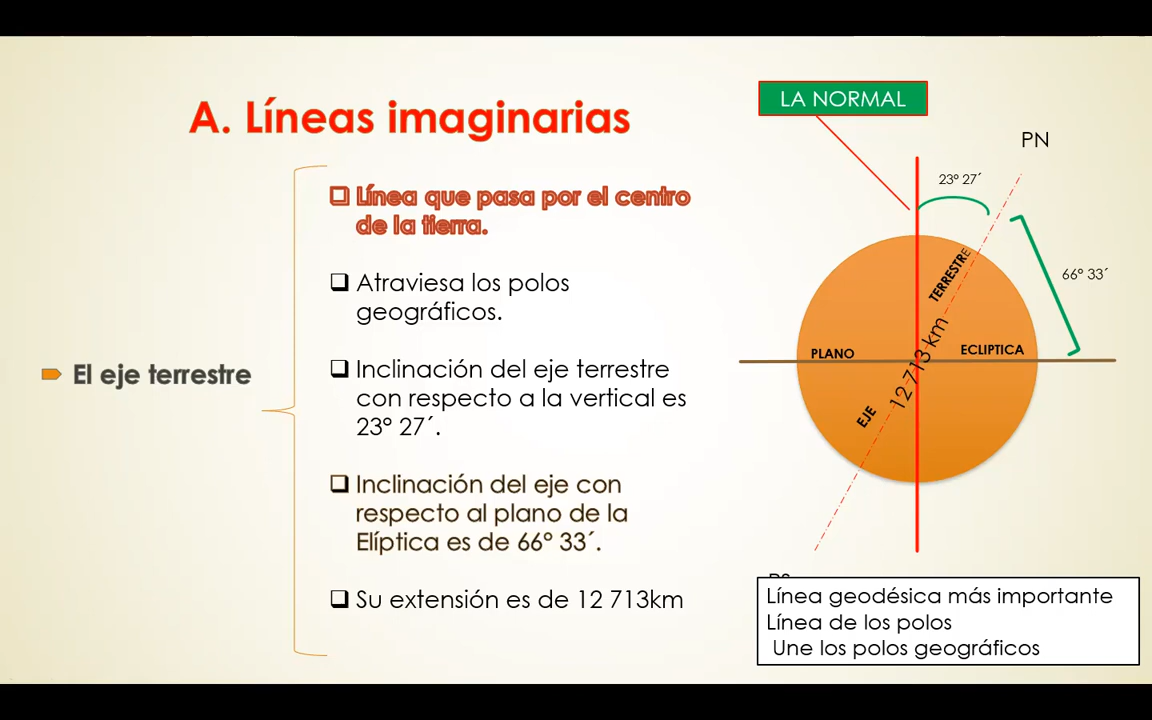 A. Líneas imaginarias
El eje terrestre
❑ Línea que pasa por el centro
de la tierra.
❑ Atraviesa los polos
geográficos.
❑ Inclinación del eje terrestre
con respecto a la vertical es
23° 27´.
❑ Inclinación del eje con
respecto al plano de la
Elíptica es de 66° 33´.
❑ Su extensión es de 12 713km
LA NORMAL
PN
23° 27´
66° 33´
TERRESTRE
12 713 km
PLANO
ECLIPTICA
EJE
Línea geodésica más importante
Línea de los polos
Une los polos geográficos